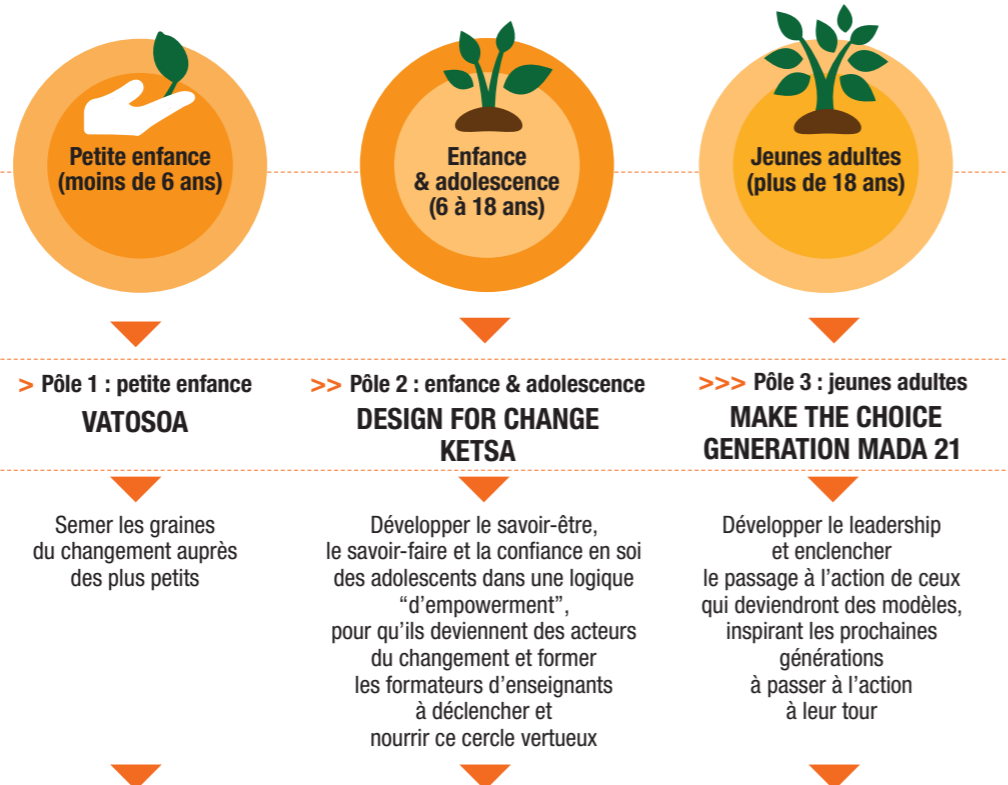 Petite enfance
(moins de 6 ans)
Enfance
& adolescence
(6 à 18 ans)
Jeunes adultes
(plus de 18 ans)
> Pôle 1 : petite enfance
VATOSOA
>> Pôle 2 : enfance & adolescence
DESIGN FOR CHANGE
KETSA
>>> Pôle 3 : jeunes adultes
MAKE THE CHOICE
GENERATION MADA 21
Semer les graines
du changement auprès
des plus petits
Développer le savoir-être,
le savoir-faire et la confiance en soi
des adolescents dans une logique
“d’empowerment”,
pour qu’ils deviennent des acteurs
du changement et former
les formateurs d’enseignants
à déclencher et
nourrir ce cercle vertueux
Développer le leadership
et enclencher
le passage à l’action de ceux
qui deviendront des modèles,
inspirant les prochaines
générations
à passer à l’action
à leur tour